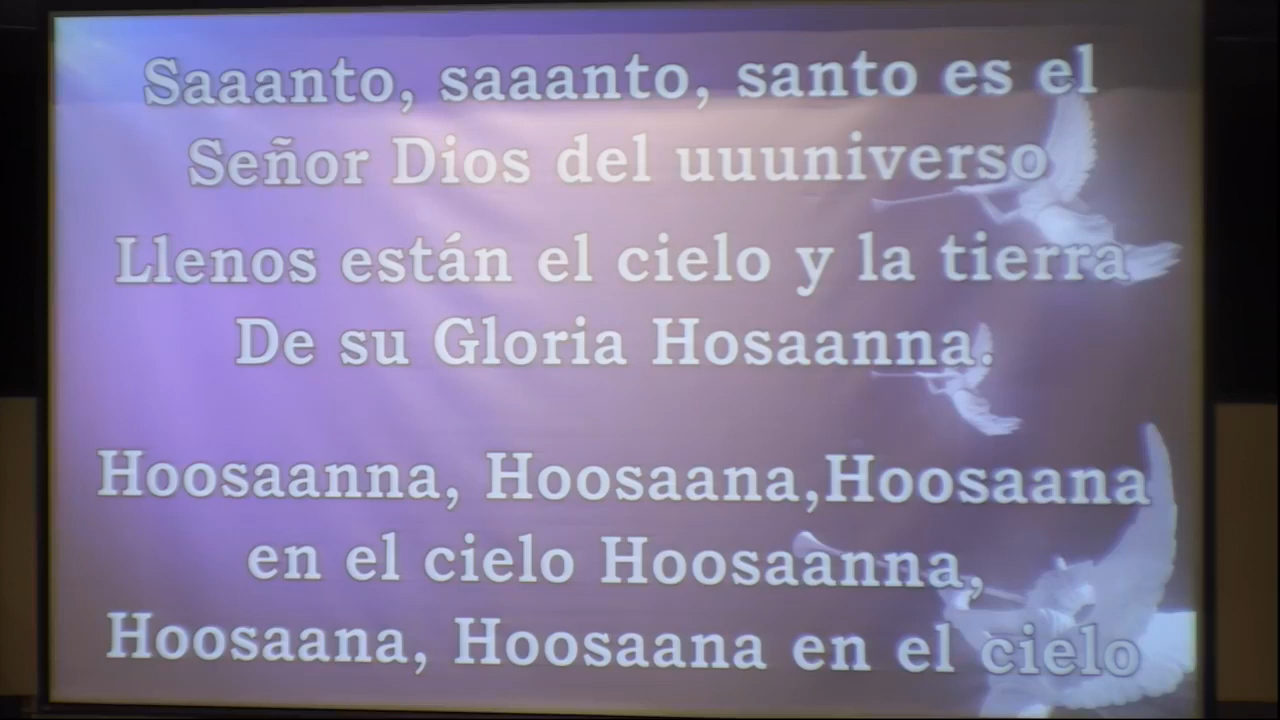 Saaanto, saaanto, santo es el
Señor Dios del uuuniverso
Llenos están el cielo y la tierra
De su Gloria Hosaanna.
Hoosaanna, Hoosaana,Hoosaana
en el cielo Hoosaanna,
Hoosaana, Hoosaana en el cielo